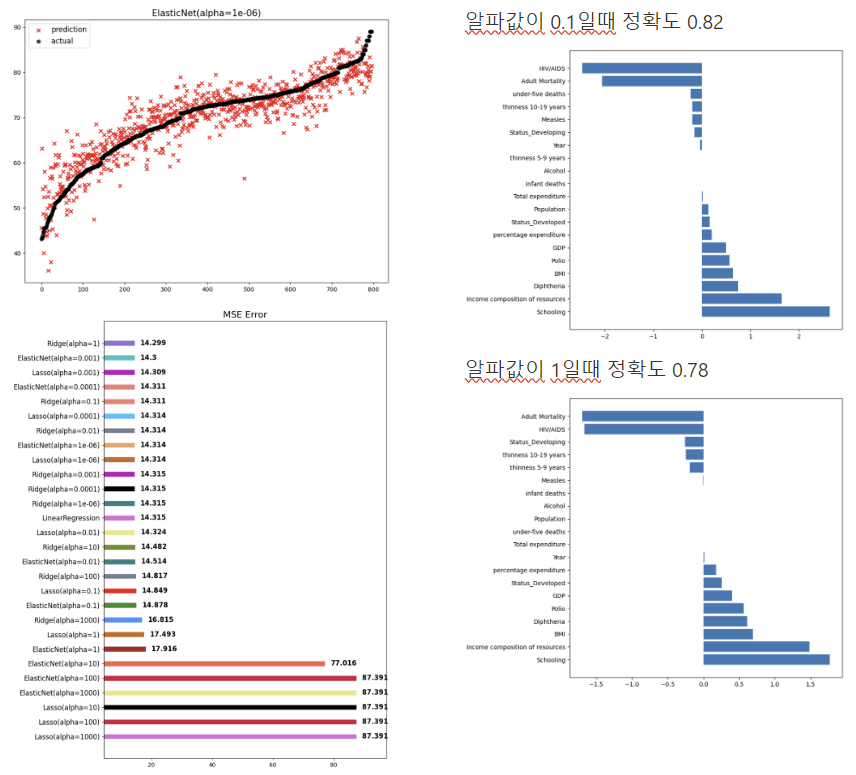 ElasticNet(alpha=1e-06)
prediction
actual
90
80
70
60
50
40
0
100
200
300
400
500
600
700
800
MSE Error
Ridge(alpha=1) 14.299
ElasticNet(alpha=0.001) 14.3
Lasso(alpha=0.001) 14.309
ElasticNet(alpha=0.0001) 14.311
Ridge(alpha=0.1) 14.311
Lasso(alpha=0.0001) 14.314
Ridge(alpha=0.01) 14.314
ElasticNet(alpha=1e-06) 14.314
Lasso(alpha=1e-06) 14.314
Ridge(alpha=0.001) 14.315
Ridge(alpha=0.0001) 14.315
Ridge(alpha=1e-06) 14.315
LinearRegression 14.315
Lasso(alpha=0.01) 14.324
Ridge(alpha=10) 14.482
ElasticNet(alpha=0.01) 14.514
Ridge(alpha=100) 14.817
Lasso(alpha=0.1) 14.849
ElasticNet(alpha=0.1) 14.878
Ridge(alpha=1000) 16.815
Lasso(alpha=1) 17.493
ElasticNet(alpha=1) 17.916
ElasticNet(alpha=10) 77.016
ElasticNet(alpha=100) 87.391
ElasticNet(alpha=1000) 87.391
Lasso(alpha=10) 87.391
Lasso(alpha=100) 87.391
Lasso(alpha=1000) 87.391
20 40 60 80
알파값이 0.1일때 정확도 0.82
HIV/AIDS
Adult Mortality
under-five deaths
thinness 10-19 years
Measles
Status_Developing
Year
thinness 5-9 years
Alcohol
infant deaths
Total expenditure
Population
Status_Developed
percentage expenditure
GDP
Polio
BMI
Diphtheria
Income composition of resources
Schooling
−2 −1 0 1 2
알파값이 1일때 정확도 0.78
Adult Mortality
HIV/AIDS
Status_Developing
thinness 10-19 years
thinness 5-9 years
Measles
infant deaths
Alcohol
Population
under-five deaths
Total expenditure
Year
percentage expenditure
Status_Developed
GDP
Polio
Diphtheria
BMI
Income composition of resources
Schooling
−1.5 −1.0 −0.5 0.0 0.5 1.0 1.5